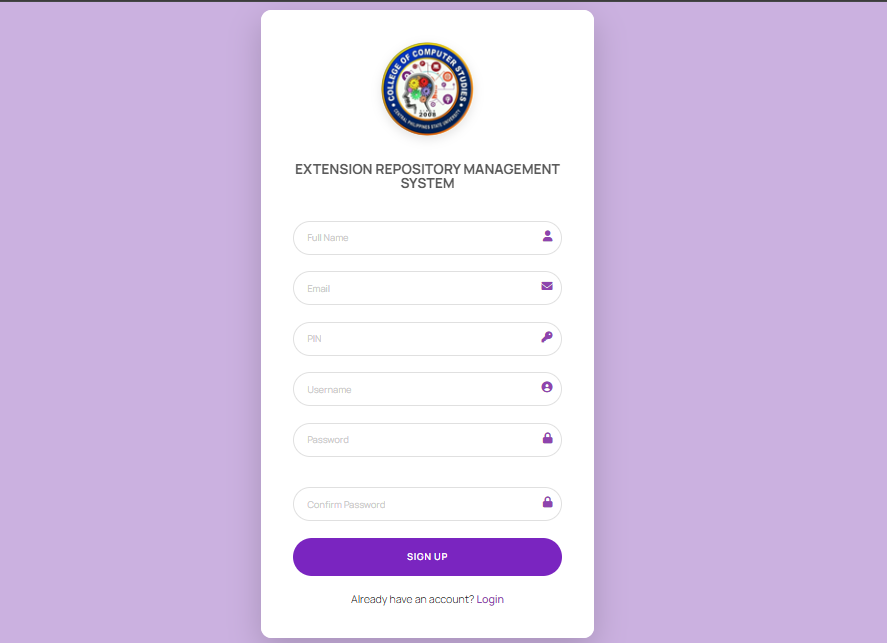 COLLEGE OF COMPUTER STUDIES
2008
CENTRAL PHILIPPINES STATE UNIVERSITY
EXTENSION REPOSITORY MANAGEMENT
SYSTEM
Full Name
Email
PIN
Username
Password
Confirm Password
SIGN UP
Already have an account? Login